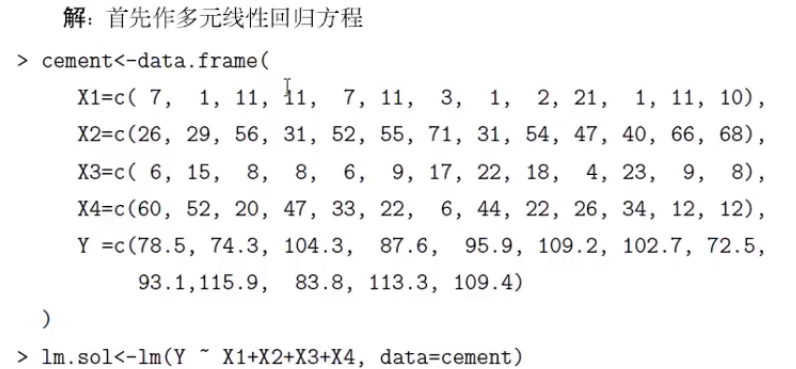 解: 首先作多元线性回归方程
> cement<-data.frame(
X1=c( 7, 1, 11, 11, 7, 11, 3, 1, 2, 21, 1, 11, 10),
X2=c(26, 29, 56, 31, 52, 55, 71, 31, 54, 47, 40, 66, 68),
X3=c( 6, 15, 8, 8, 6, 9, 17, 22, 18, 4, 23, 9, 8),
X4=c(60, 52, 20, 47, 33, 22, 6, 44, 22, 26, 34, 12, 12),
Y =c(78.5, 74.3, 104.3, 87.6, 95.9, 109.2, 102.7, 72.5,
93.1,115.9, 83.8, 113.3, 109.4)
)
> lm.sol<-lm(Y ~ X1+X2+X3+X4, data=cement)